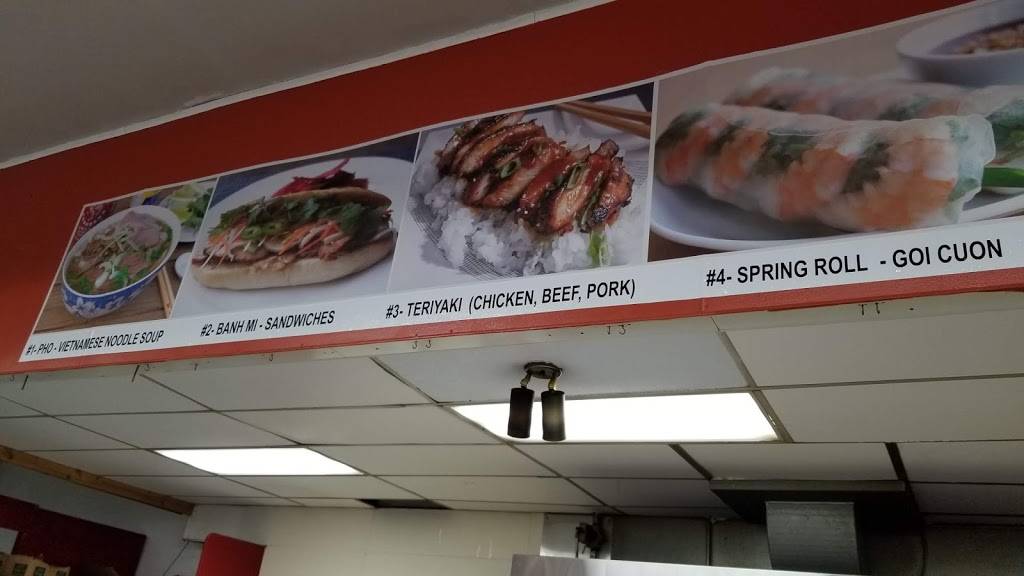 #1- PHO - VIETNAMESE NOODLE SOUP
#2- BANH MI - SANDWICHES
#3- TERIYAKI (CHICKEN, BEEF, PORK)
#4- SPRING ROLL - GOI CUON